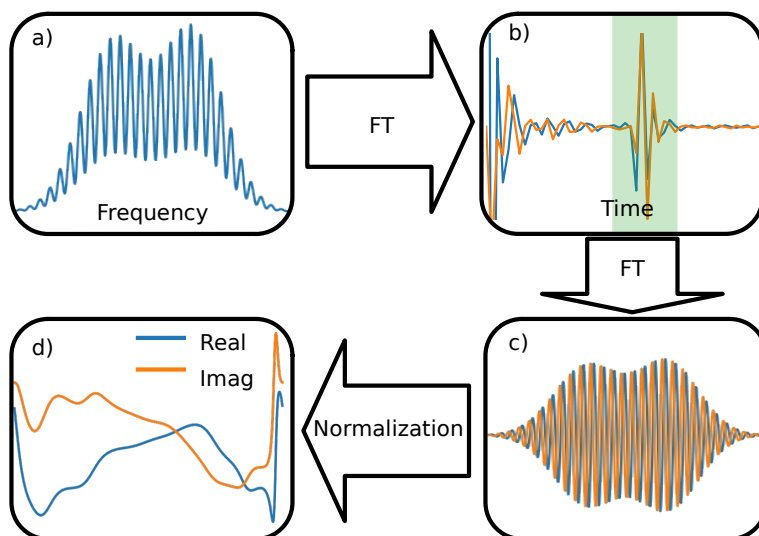 a)
Frequency
FT
b)
Time
FT
c)
Normalization
d)
Real
Imag